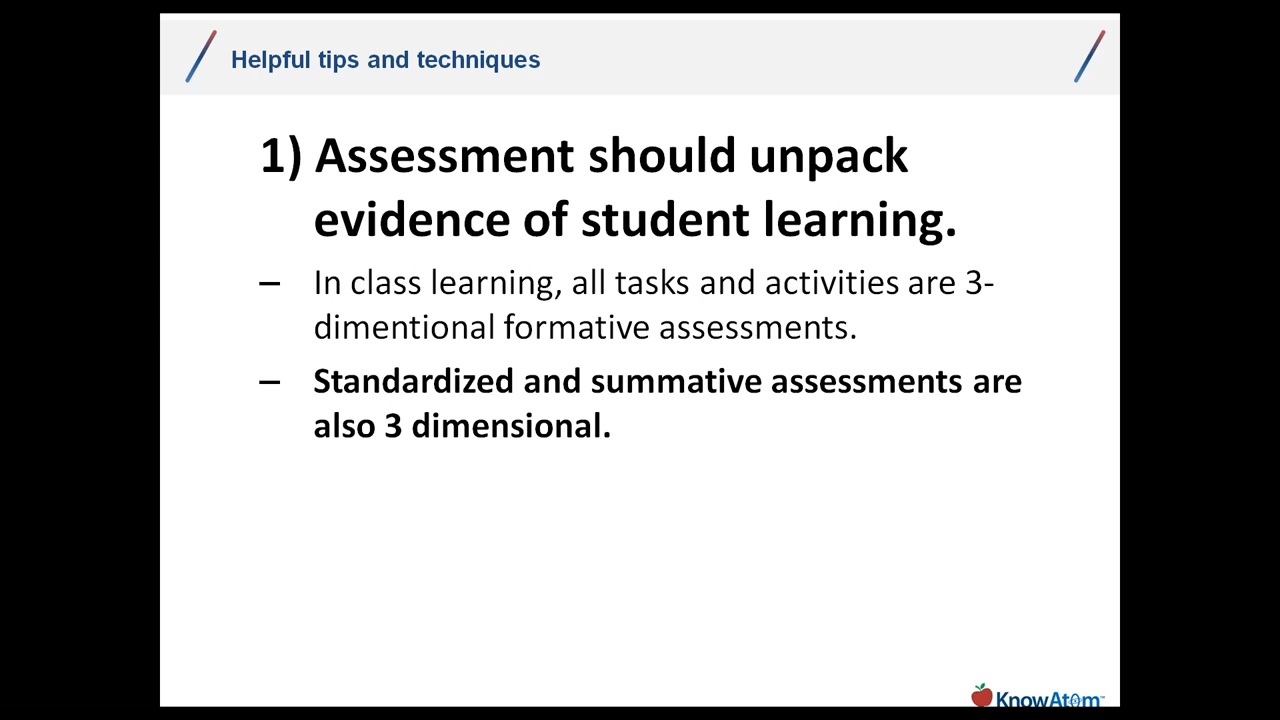 Helpful tips and techniques
1) Assessment should unpack
evidence of student learning.
– In class learning, all tasks and activities are 3-
dimentional formative assessments.
– Standardized and summative assessments are
also 3 dimensional.
KnowAtom™